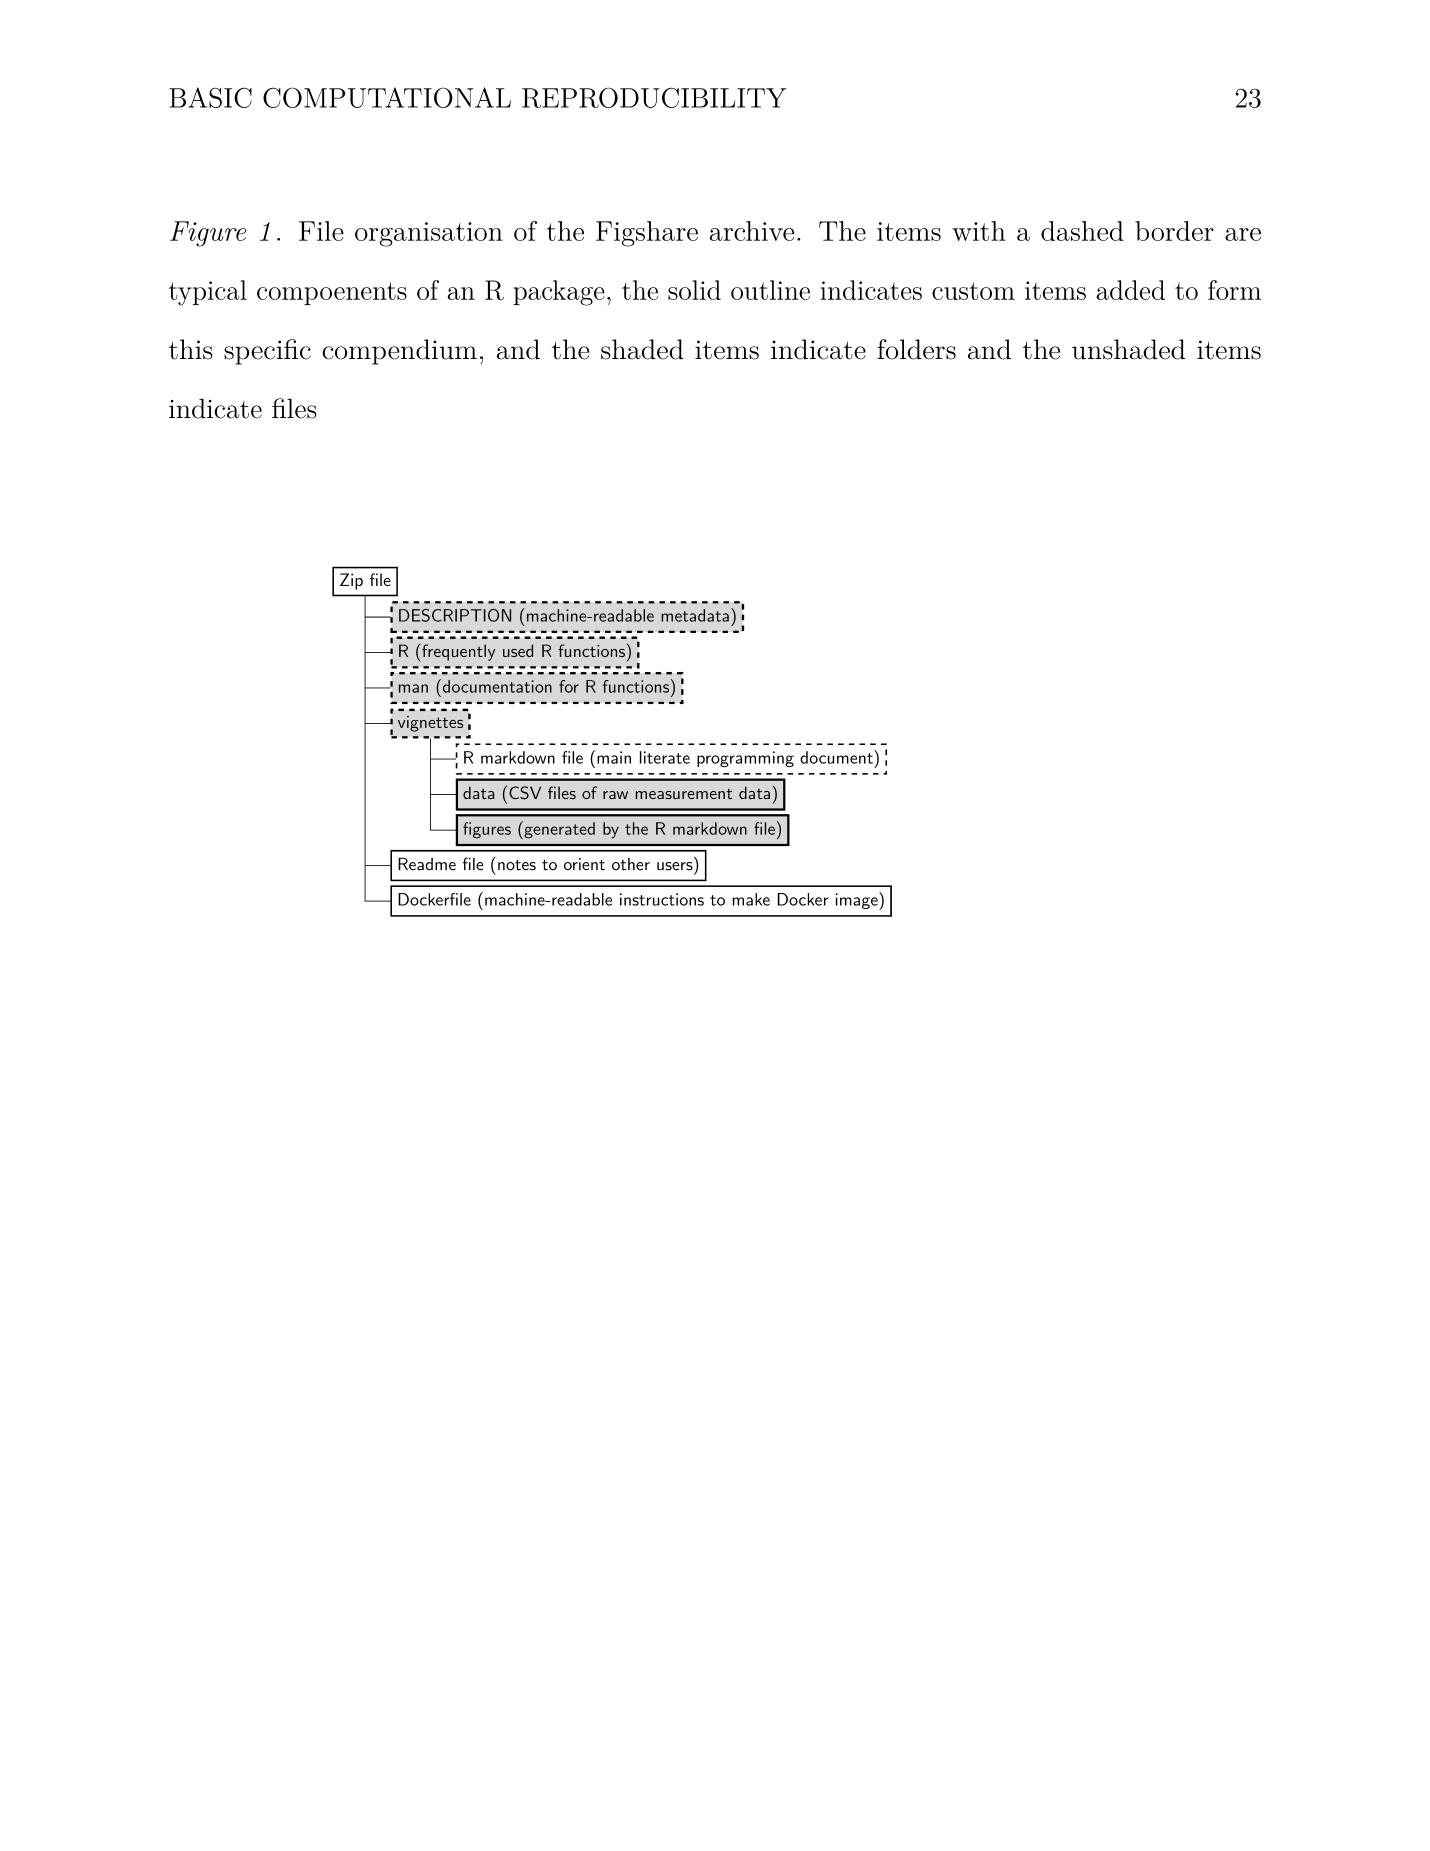 BASIC COMPUTATIONAL REPRODUCIBILITY 23
Figure 1. File organisation of the Figshare archive. The items with a dashed border are
typical compoenents of an R package, the solid outline indicates custom items added to form
this specific compendium, and the shaded items indicate folders and the unshaded items
indicate files
Zip file
DESCRIPTION (machine-readable metadata)
R (frequently used R functions)
man (documentation for R functions)
vignettes
R markdown file (main literate programming document)
data (CSV files of raw measurement data)
figures (generated by the R markdown file)
Readme file (notes to orient other users)
Dockerfile (machine-readable instructions to make Docker image)